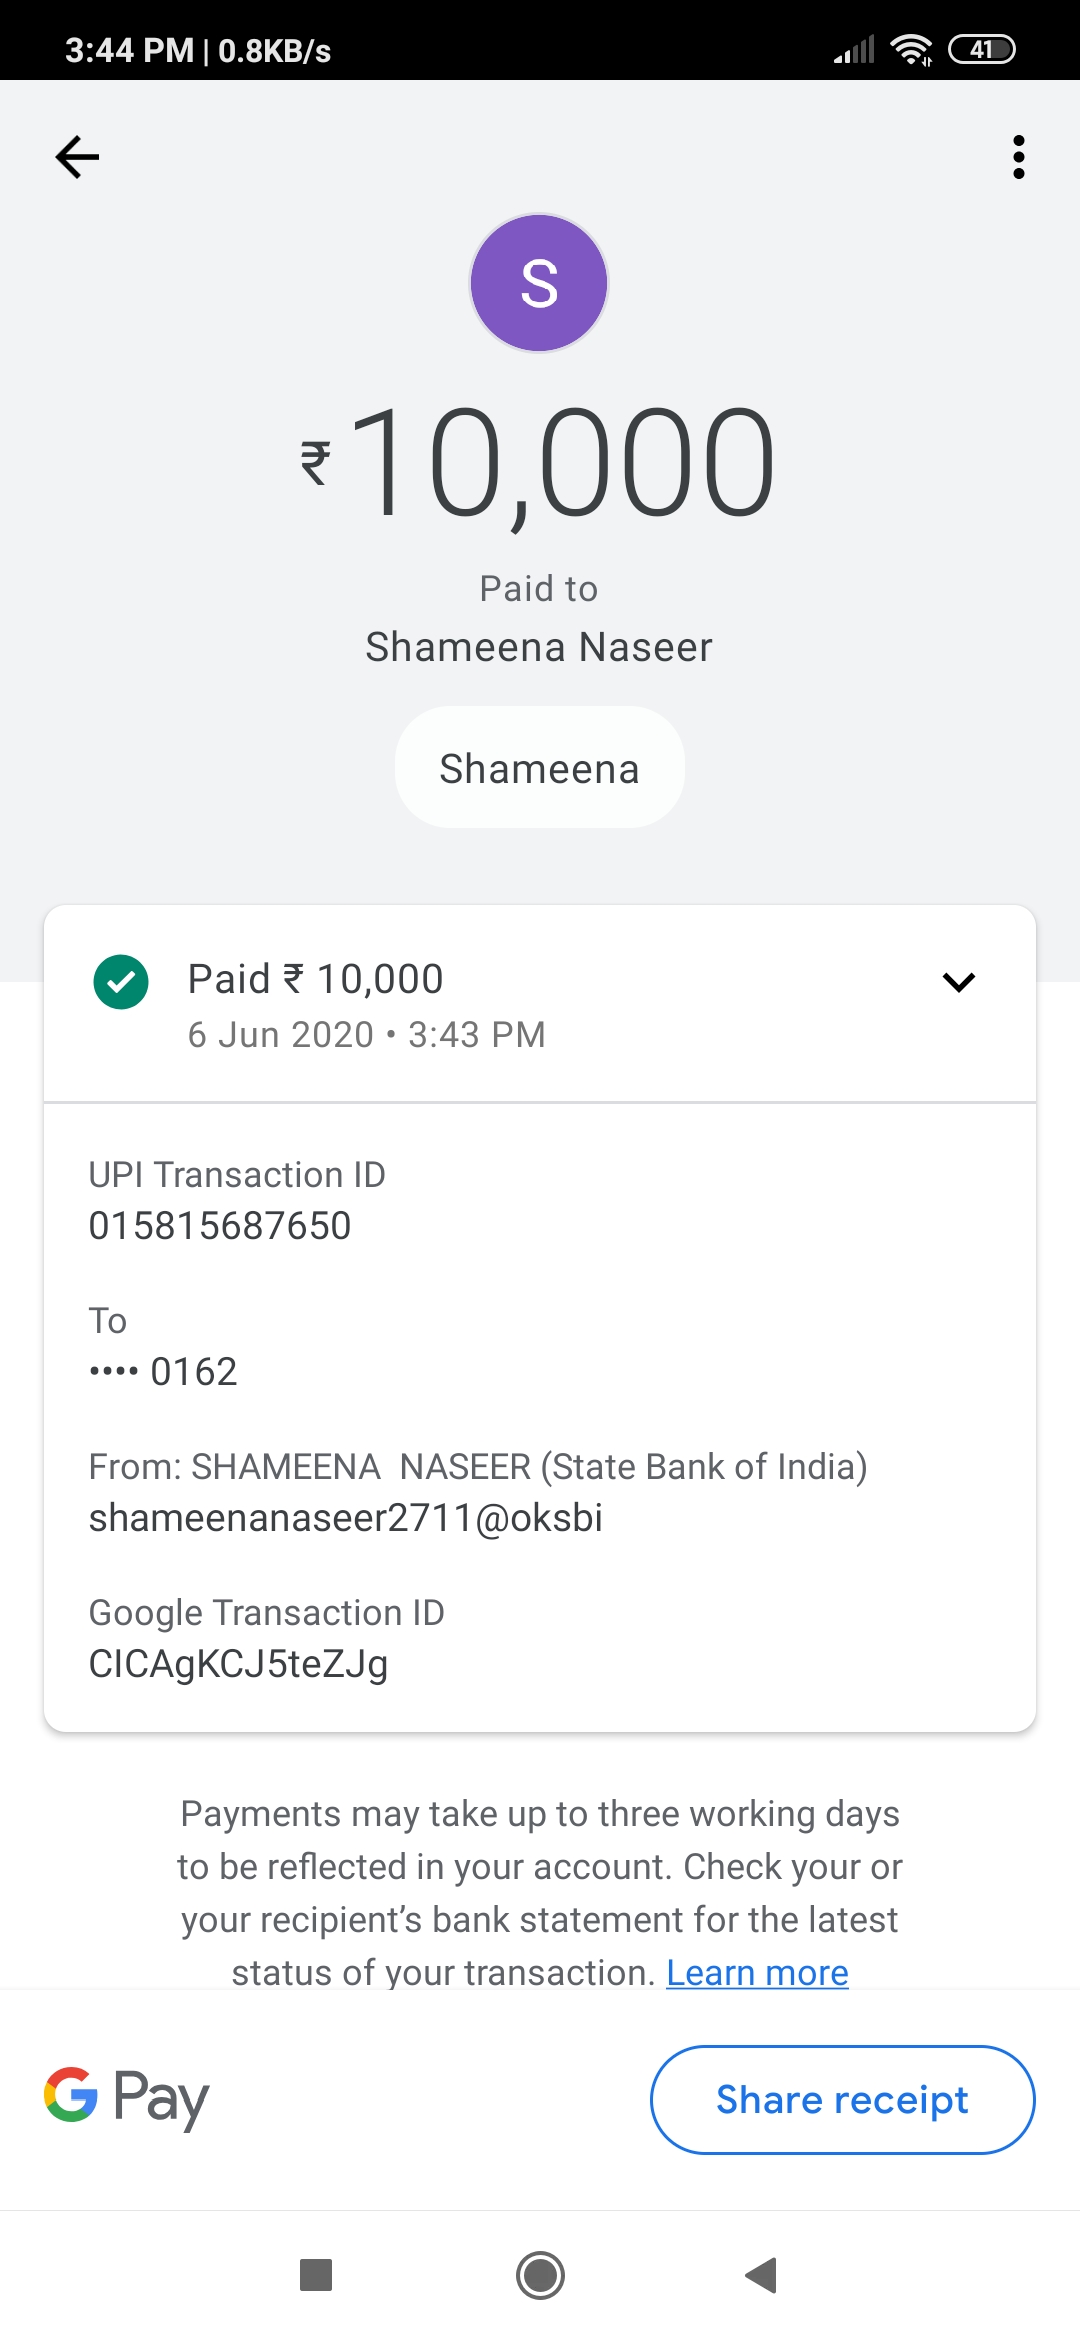 3:44 PM | 0.8KB/s
41
S
₹10,000
Paid to
Shameena Naseer
Shameena
Paid ₹ 10,000
6 Jun 2020 • 3:43 PM
UPI Transaction ID
015815687650
To
•••• 0162
From: SHAMEENA  NASEER (State Bank of India)
shameenanaseer2711@oksbi
Google Transaction ID
CICAgKCJ5teZJg
Payments may take up to three working days
to be reflected in your account. Check your or
your recipient’s bank statement for the latest
status of your transaction. Learn more
G Pay
Share receipt